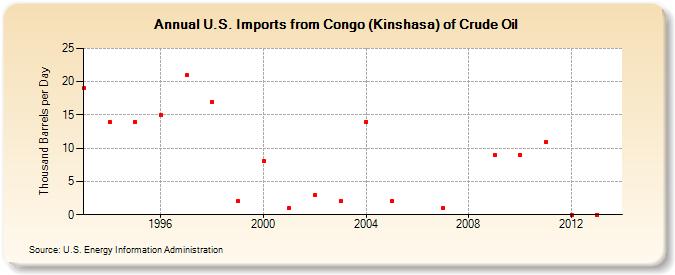 Annual U.S. Imports from Congo (Kinshasa) of Crude Oil
Thousand Barrels per Day
25
20
15
10
5
0
1996 2000 2004 2008 2012
Source: U.S. Energy Information Administration